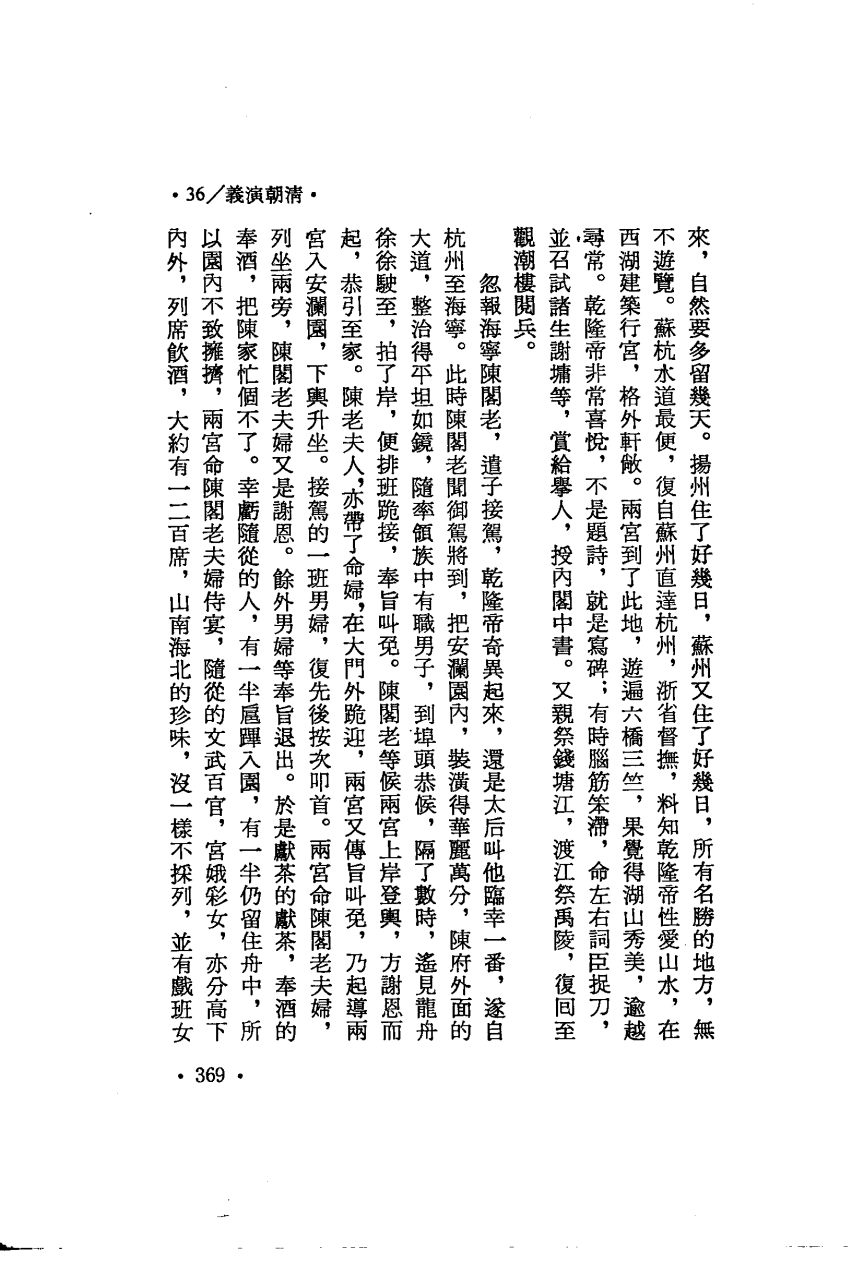 •36／義演朝清•
來，自然要多留幾天。揚州住了好幾日，蘇州又住了好幾日，所有名勝的地方，無
不遊覽。蘇杭水道最便，復自蘇州直達杭州，浙省督撫，料知乾隆帝性愛山水，在
西湖建築行宮，格外軒敞。兩宮到了此地，遊遍六橋三竺，果覺得湖山秀美，逾越
尋常。乾隆帝非常喜悅，不是題詩，就是寫碑；有時腦筋笨滯，命左右詞臣捉刀，
並召試諸生謝墉等，賞給舉人，授內閣中書。又親祭錢塘江，渡江祭禹陵，復回至
觀潮樓閱兵。
忽報海寧陳閣老，遣子接駕，乾隆帝奇異起來，還是太后叫他臨幸一番，遂自
杭州至海寧。此時陳閣老聞御駕將到，把安瀾園內，裝潢得華麗萬分，陳府外面的
大道，整治得平坦如鏡，隨率領族中有職男子，到埠頭恭候，隔了數時，遙見龍舟
徐徐駛至，拍了岸，便排班跪接，奉旨叫免。陳閣老等候兩宮上岸登輿，方謝恩而
起，恭引至家。陳老夫人，亦帶了命婦，在大門外跪迎，兩宮又傳旨叫免，乃起導兩
宮入安瀾園，下輿升坐。接駕的一班男婦，復先後按次叩首。兩宮命陳閣老夫婦，
列坐兩旁，陳閣老夫婦又是謝恩。餘外男婦等奉旨退出。於是獻茶的獻茶，奉酒的
奉酒，把陳家忙個不了。幸虧隨從的人，有一半扈蹕入園，有一半仍留住舟中，所
以園內不致擁擠，兩宮命陳閣老夫婦侍宴，隨從的文武百官，宮娥彩女，亦分高下
內外，列席飲酒，大約有一二百席，山南海北的珍味，沒一樣不採列，並有戲班女
•369•